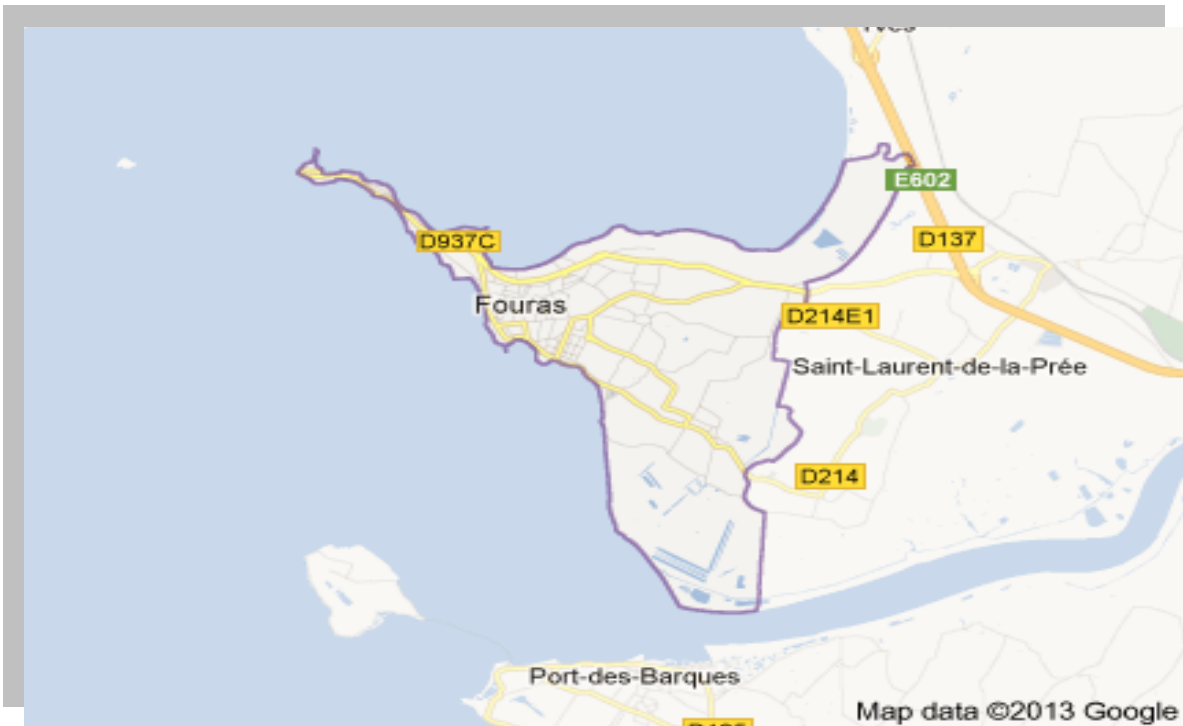 E602
D137
D937C
Fouras
D214E1
Saint-Laurent-de-la-Prée
D214
Port-des-Barques
Map data ©2013 Google